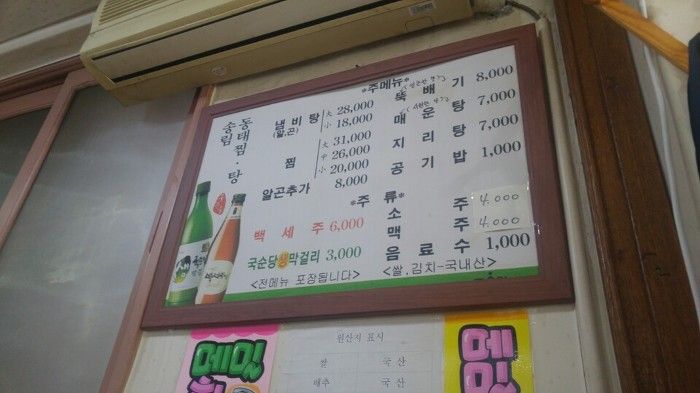 송림
동태찜·탕
*주메뉴*
냄비탕 大 28,000
(알,곤) 小 18,000
찜 大 31,000
中 26,000
小 20,000
알곤추가 8,000
뚝배기 8,000
매운탕 7,000
지리탕 7,000
공기밥 1,000
*주류*
백세주 6,000
국순당생막걸리 3,000
소주 4.000
맥주 4.000
음료수 1,000
<전메뉴 포장됩니다>
<쌀,김치-국내산>
원산지 표시
쌀 국산
배추 국산
메밀
메밀